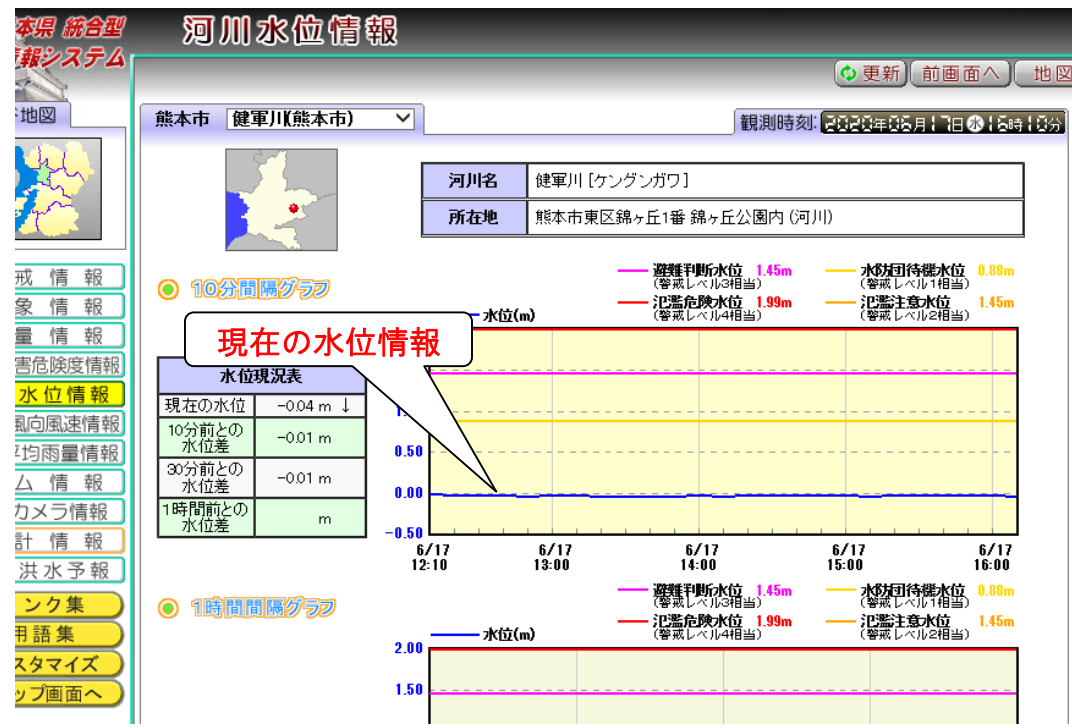 本県 統合型
報システム
河川水位情報
更新
前画面へ
地図
地図
熊本市
健軍川(熊本市)
観測時刻: 2020年06月17日 水 16時10分
河川名 健軍川 [ケングンガワ]
所在地 熊本市東区錦ヶ丘1番 錦ヶ丘公園内 (河川)
戒情報
象情報
量情報
害危険度情報
水位情報
風向風速情報
平均雨量情報
ム情報
カメラ情報
計情報
洪水予報
ンク集
用語集
スタマイズ
ップ画面へ
10分間隔グラフ
水位(m)
避難判断水位 1.45m
(警戒レベル3相当)
水防団待機水位 0.88m
(警戒レベル1相当)
氾濫危険水位 1.99m
(警戒レベル4相当)
氾濫注意水位 1.45m
(警戒レベル2相当)
現在の水位情報
水位現況表
現在の水位 -0.04 m ↓
10分前との水位差 -0.01 m
30分前との水位差 -0.01 m
1時間前との水位差 m
0.50
0.00
-0.50
6/17 6/17 6/17 6/17 6/17
12:10 13:00 14:00 15:00 16:00
1時間間隔グラフ
水位(m)
避難判断水位 1.45m
(警戒レベル3相当)
水防団待機水位 0.88m
(警戒レベル1相当)
氾濫危険水位 1.99m
(警戒レベル4相当)
氾濫注意水位 1.45m
(警戒レベル2相当)
2.00
1.50